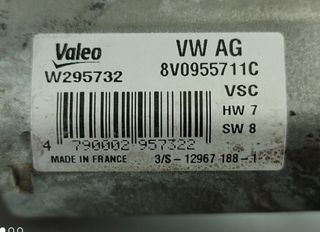 Valeo VW AG
W295732 8V0955711C
VSC
HW 7
SW 8
4 790002 957322
MADE IN FRANCE 3/S - 12967 188 - 1